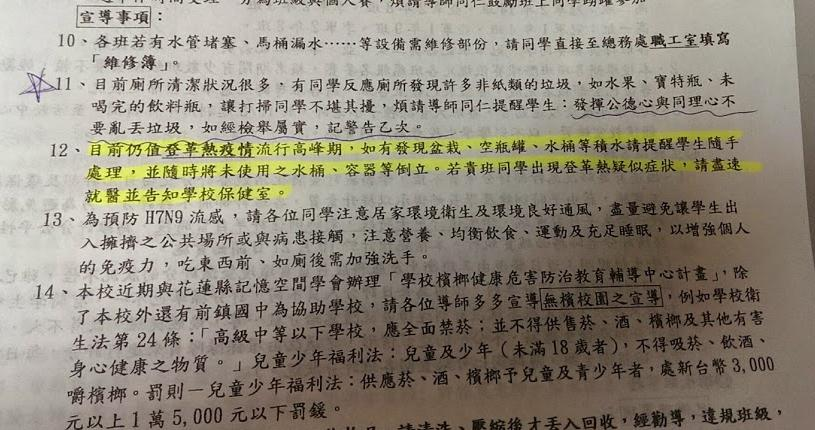 宣導事項：
10、各班若有水管堵塞、馬桶漏水……等設備需維修部份，請同學直接至總務處職工室填寫
「維修簿」。
11、目前廁所清潔狀況很多，有同學反應廁所發現許多非紙類的垃圾，如水果、寶特瓶、未
喝完的飲料瓶，讓打掃同學不堪其擾，煩請導師同仁提醒學生：發揮公德心與同理心不
要亂丟垃圾，如經檢舉屬實，記警告乙次。
12、目前仍值登革熱疫情流行高峰期，如有發現盆栽、空瓶罐、水桶等積水請提醒學生隨手
處理，並隨時將未使用之水桶、容器等倒立。若貴班同學出現登革熱疑似症狀，請盡速
就醫並告知學校保健室。
13、為預防 H7N9 流感，請各位同學注意居家環境衛生及環境良好通風，盡量避免讓學生出
入擁擠之公共場所或與病患接觸，注意營養、均衡飲食、運動及充足睡眠，以增強個人
的免疫力，吃東西前、如廁後需加強洗手。
14、本校近期與花蓮縣記憶空間學會辦理「學校檳榔健康危害防治教育輔導中心計畫」，除
了本校外還有前鎮國中為協助學校，請各位導師多多宣導無檳校園之宣導，例如學校衛
生法第 24 條：「高級中等以下學校，應全面禁菸；並不得供售菸、酒、檳榔及其他有害
身心健康之物質。」兒童少年福利法：兒童及少年（未滿 18 歲者），不得吸菸、飲酒、
嚼檳榔。罰則－兒童少年福利法：供應菸、酒、檳榔予兒童及青少年者，處新台幣 3,000
元以上 1 萬 5,000 元以下罰鍰。
請清洗、壓縮後才丟入回收，經勸導，違規班級，